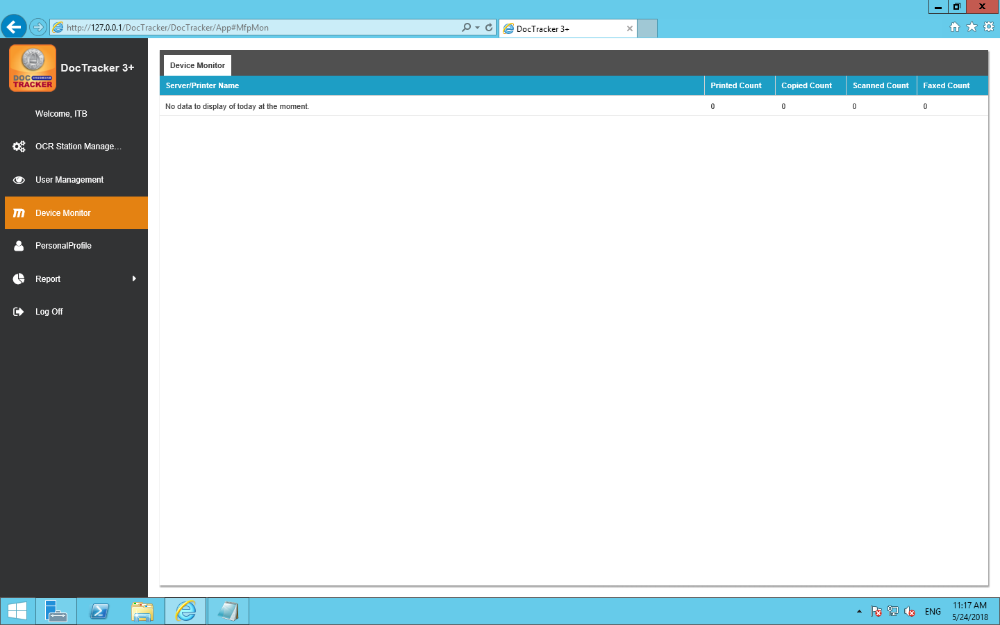 http://127.0.0.1/DocTracker/DocTracker/App#MfpMon
DocTracker 3+
DOC
TRACKER
DocTracker 3+
Welcome, ITB
OCR Station Manage...
User Management
Device Monitor
PersonalProfile
Report
Log Off
Device Monitor
Server/Printer Name Printed Count Copied Count Scanned Count Faxed Count
No data to display of today at the moment. 0 0 0 0
ENG
11:17 AM
5/24/2018